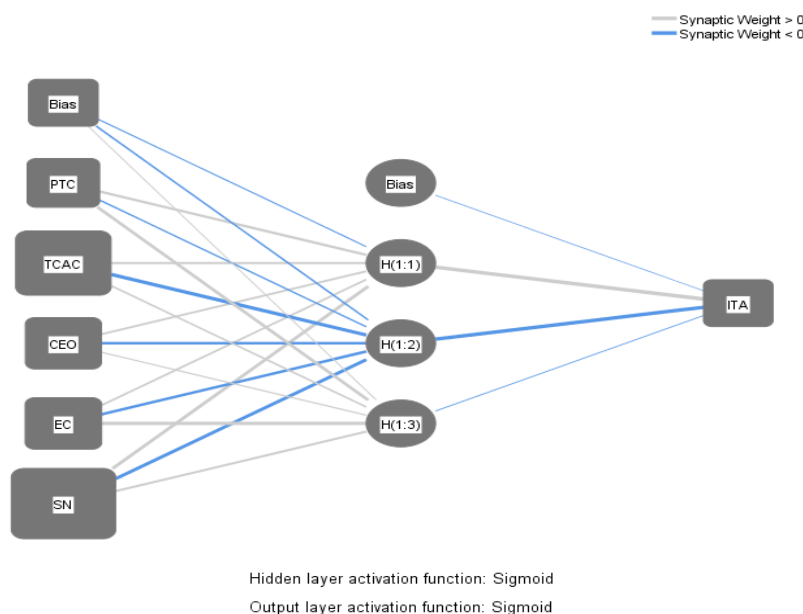 Synaptic Weight > 0
Synaptic Weight < 0
Bias
PTC
Bias
TCAC
H(1:1)
ITA
CEO
H(1:2)
EC
H(1:3)
SN
Hidden layer activation function: Sigmoid
Output layer activation function: Sigmoid